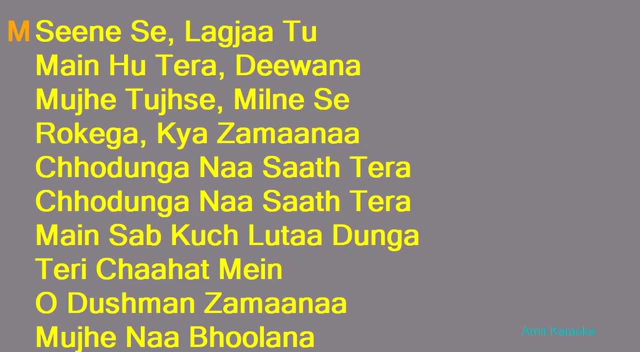 M Seene Se, Lagjaa Tu
Main Hu Tera, Deewana
Mujhe Tujhse, Milne Se
Rokega, Kya Zamaanaa
Chhodunga Naa Saath Tera
Chhodunga Naa Saath Tera
Main Sab Kuch Lutaa Dunga
Teri Chaahat Mein
O Dushman Zamaanaa
Mujhe Naa Bhoolana
Karaoke